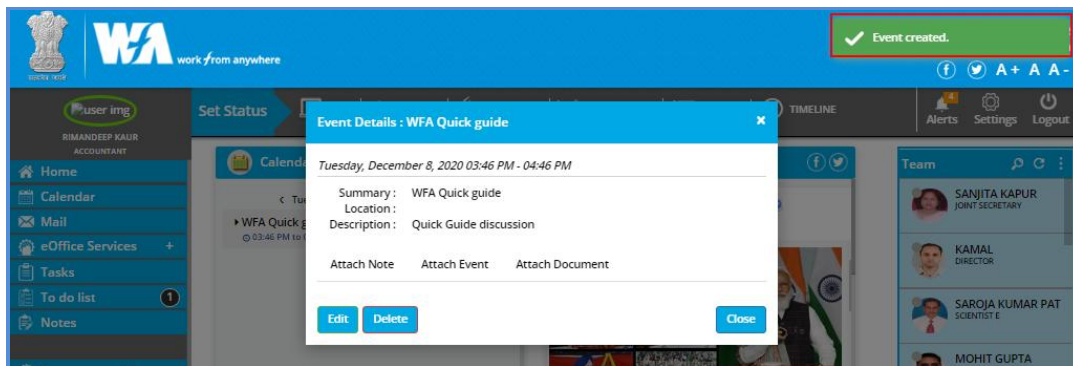 WFA work from anywhere
Event created.
A+ A A-
user img
RIMANDEEP KAUR
ACCOUNTANT
Set Status
TIMELINE
4
Alerts Settings Logout
Home
Calendar
Mail
eOffice Services +
Tasks
To do list 1
Notes
Calenda
< Tue
WFA Quick g
03:46 PM to
Event Details : WFA Quick guide ×
Tuesday, December 8, 2020 03:46 PM - 04:46 PM
Summary : WFA Quick guide
Location :
Description : Quick Guide discussion
Attach Note Attach Event Attach Document
Edit Delete Close
Team
SANJITA KAPUR
JOINT SECRETARY
KAMAL
DIRECTOR
SAROJA KUMAR PAT
SCIENTIST E
MOHIT GUPTA